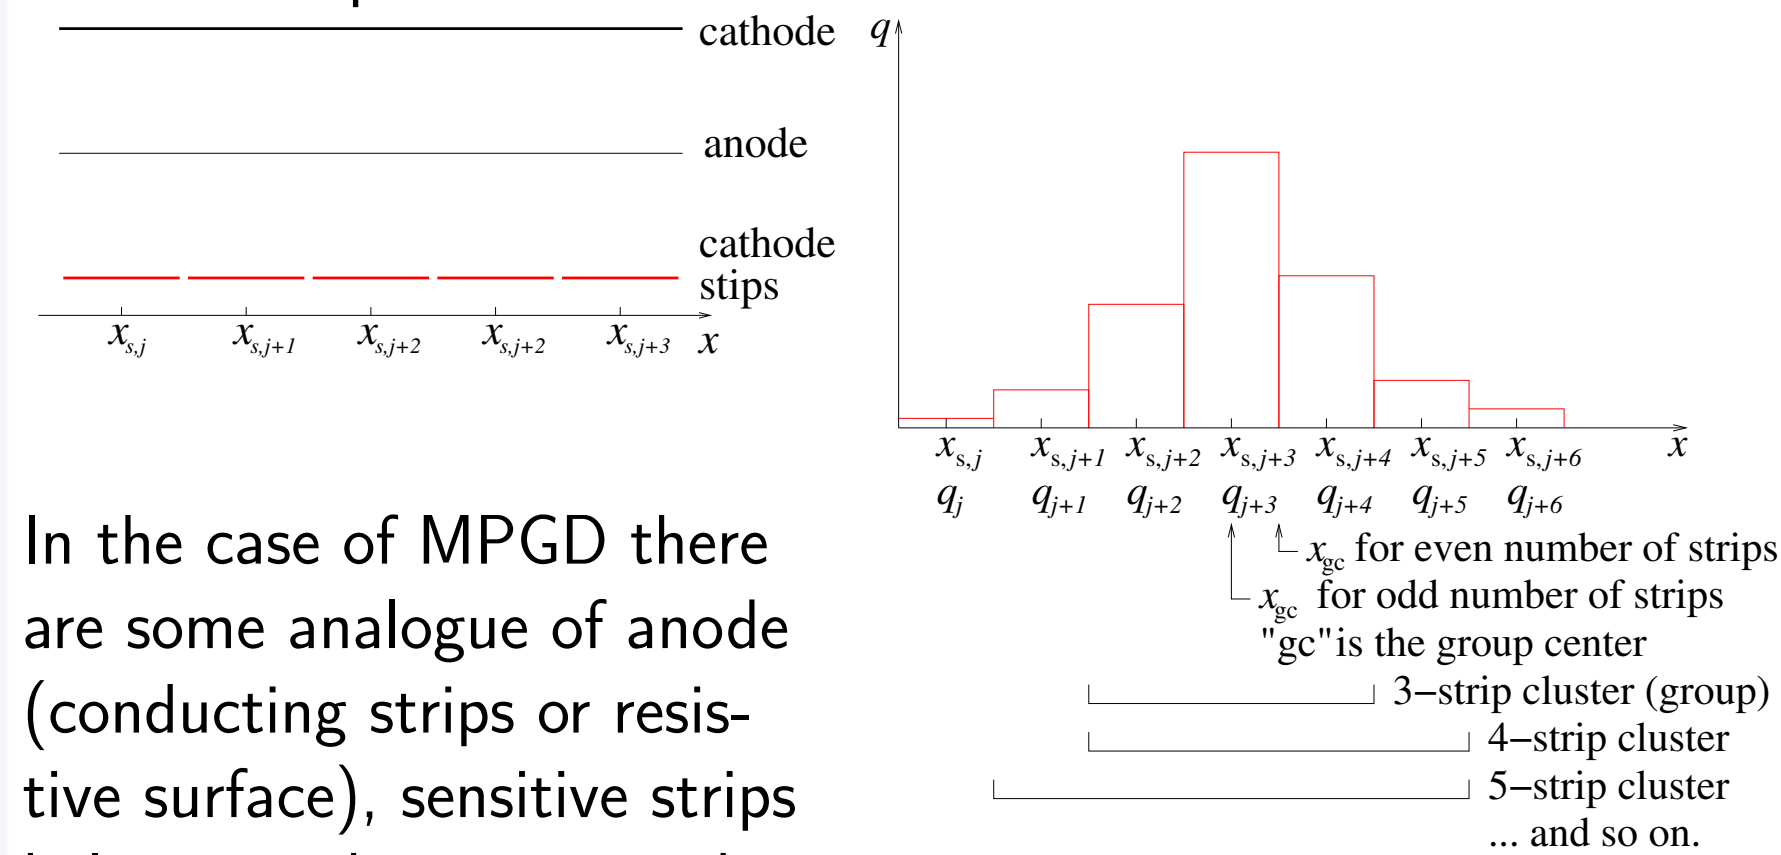 cathode
anode
cathode
stips
x_{s,j} x_{s,j+1} x_{s,j+2} x_{s,j+2} x_{s,j+3} x
q
x_{s,j} x_{s,j+1} x_{s,j+2} x_{s,j+3} x_{s,j+4} x_{s,j+5} x_{s,j+6} x
q_j q_{j+1} q_{j+2} q_{j+3} q_{j+4} q_{j+5} q_{j+6}
x_{gc} for even number of strips
x_{gc} for odd number of strips
"gc"is the group center
3−strip cluster (group)
4−strip cluster
5−strip cluster
... and so on.
In the case of MPGD there
are some analogue of anode
(conducting strips or resis-
tive surface), sensitive strips